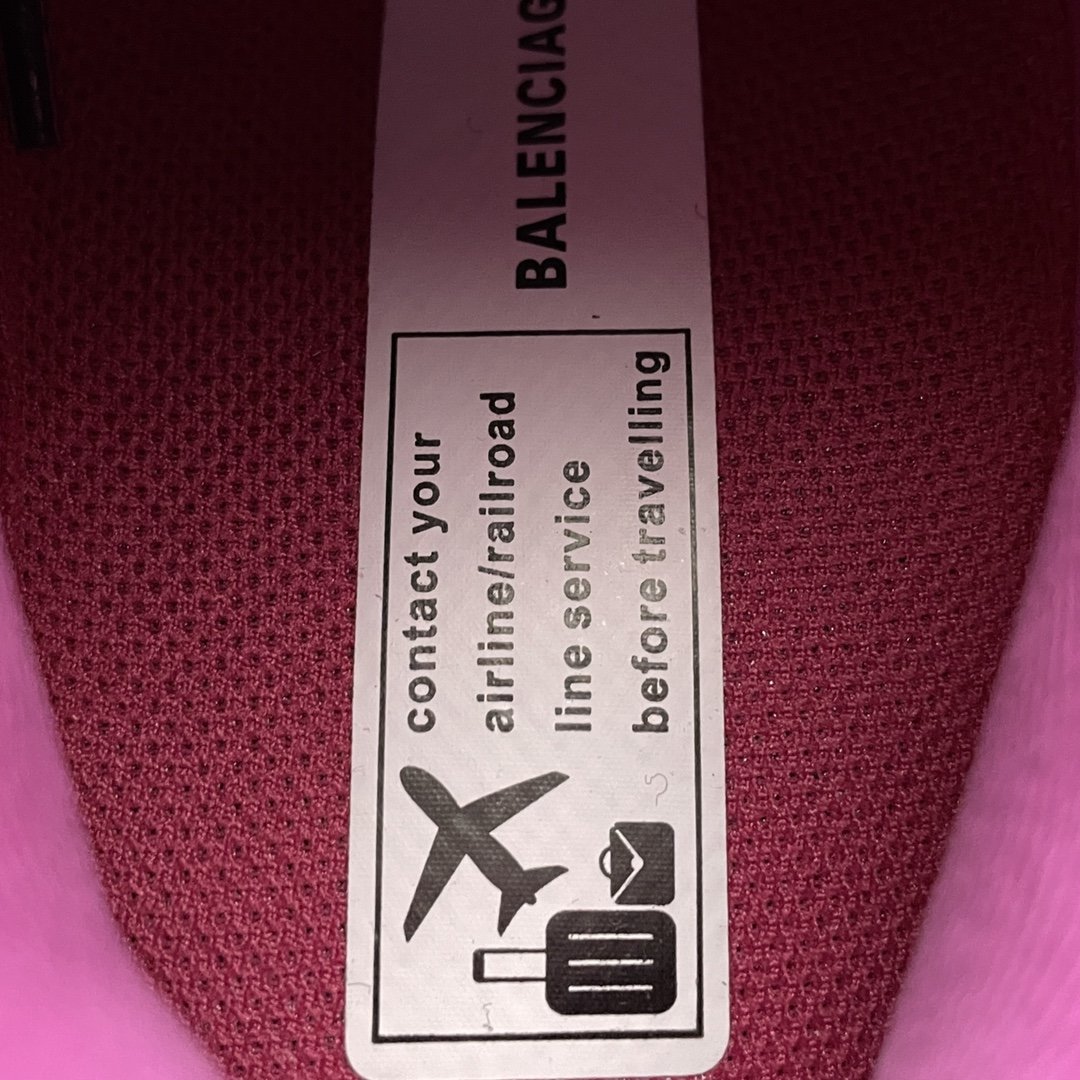 BALENCIAG
contact your
airline/railroad
line service
before travelling